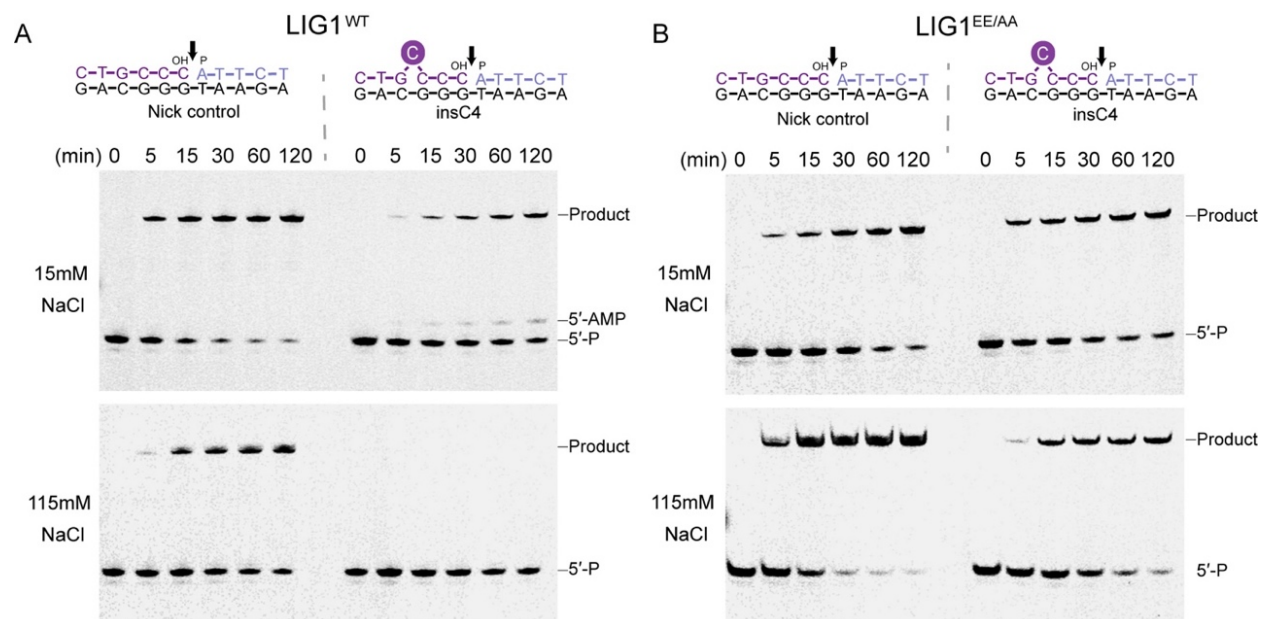 A
LIG1WT
OH P
C-T-G-C-C-C A-T-T-C-T
G-A-C-G-G-G-T-A-A-G-A
Nick control
C
OH P
C-T-G C-C-C A-T-T-C-T
G-A-C-G-G-G-T-A-A-G-A
insC4
(min) 0 5 15 30 60 120 0 5 15 30 60 120
15mM
NaCl
Product
5′-AMP
5′-P
115mM
NaCl
Product
5′-P
B
LIG1EE/AA
OH P
C-T-G-C-C-C A-T-T-C-T
G-A-C-G-G-G-T-A-A-G-A
Nick control
C
OH P
C-T-G C-C-C A-T-T-C-T
G-A-C-G-G-G-T-A-A-G-A
insC4
(min) 0 5 15 30 60 120 0 5 15 30 60 120
15mM
NaCl
Product
5′-P
115mM
NaCl
Product
5′-P